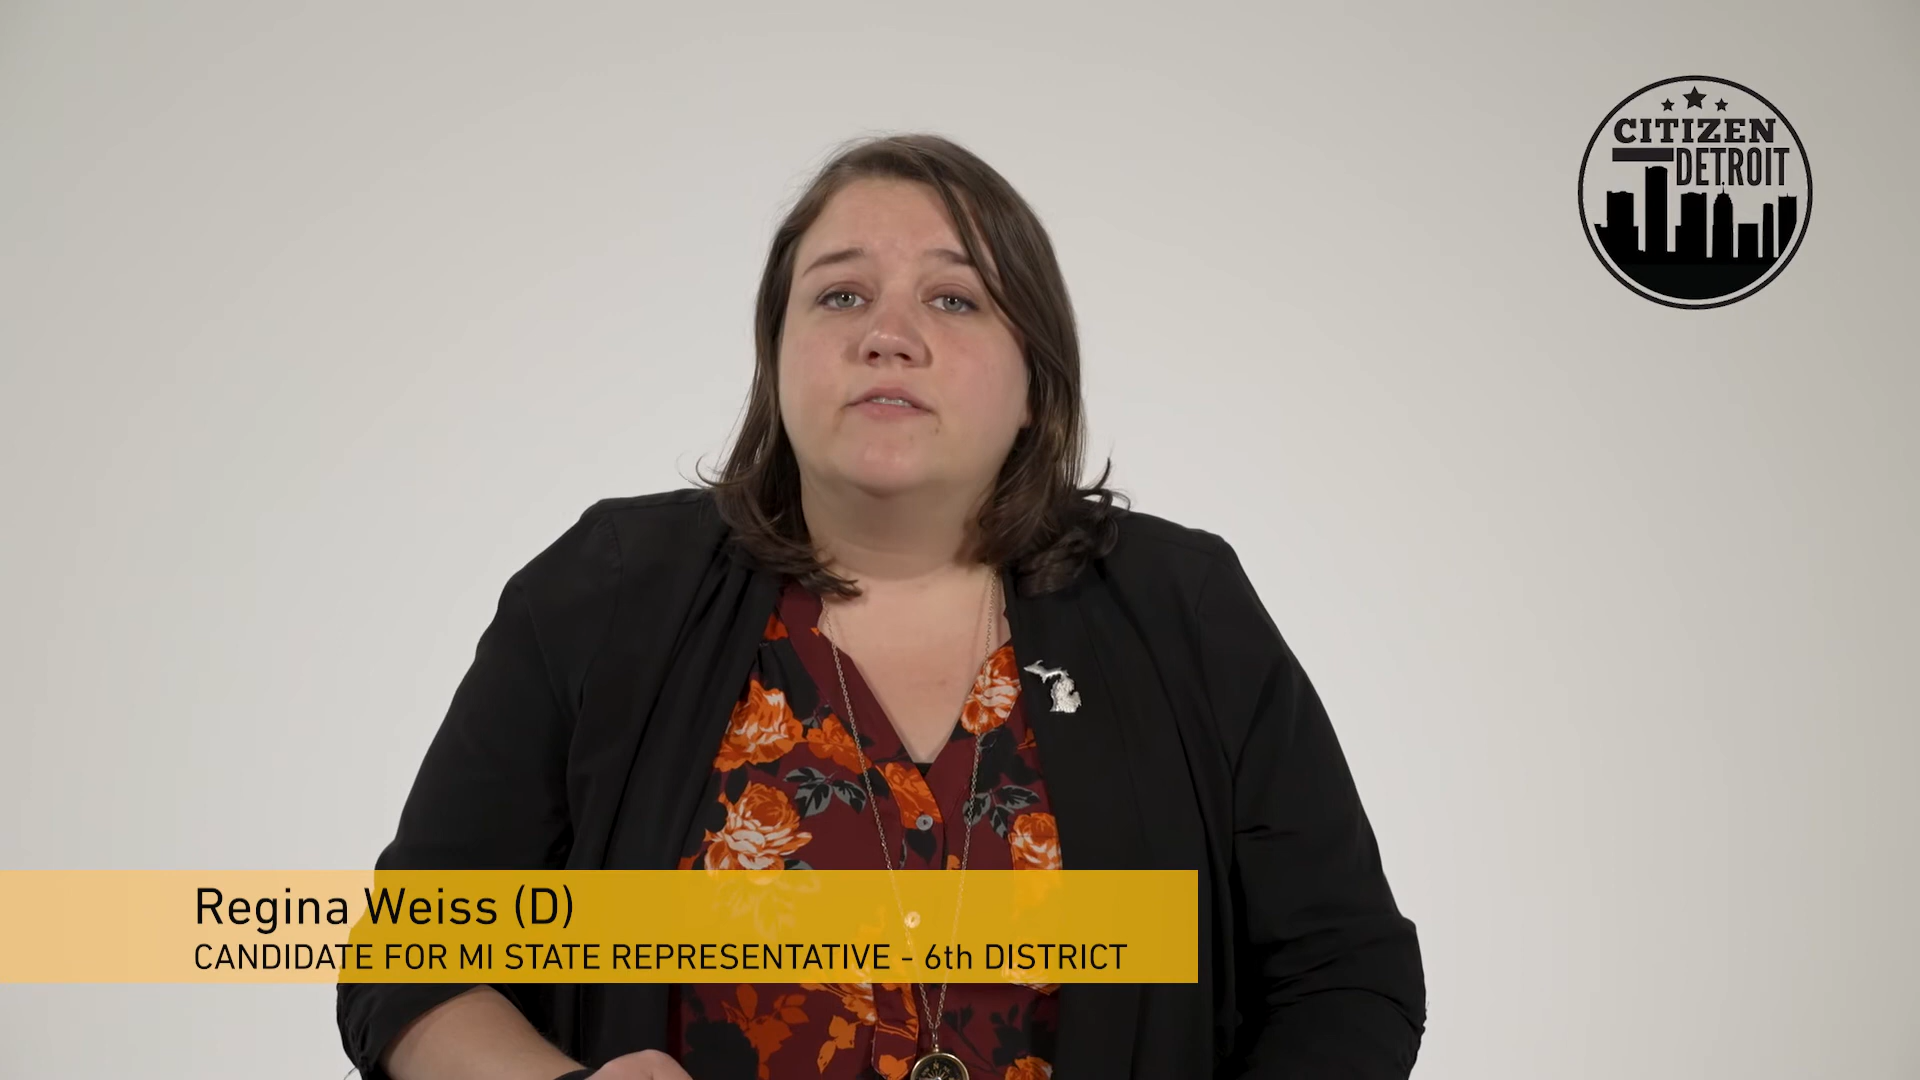 CITIZEN
DETROIT
Regina Weiss (D)
CANDIDATE FOR MI STATE REPRESENTATIVE - 6th DISTRICT